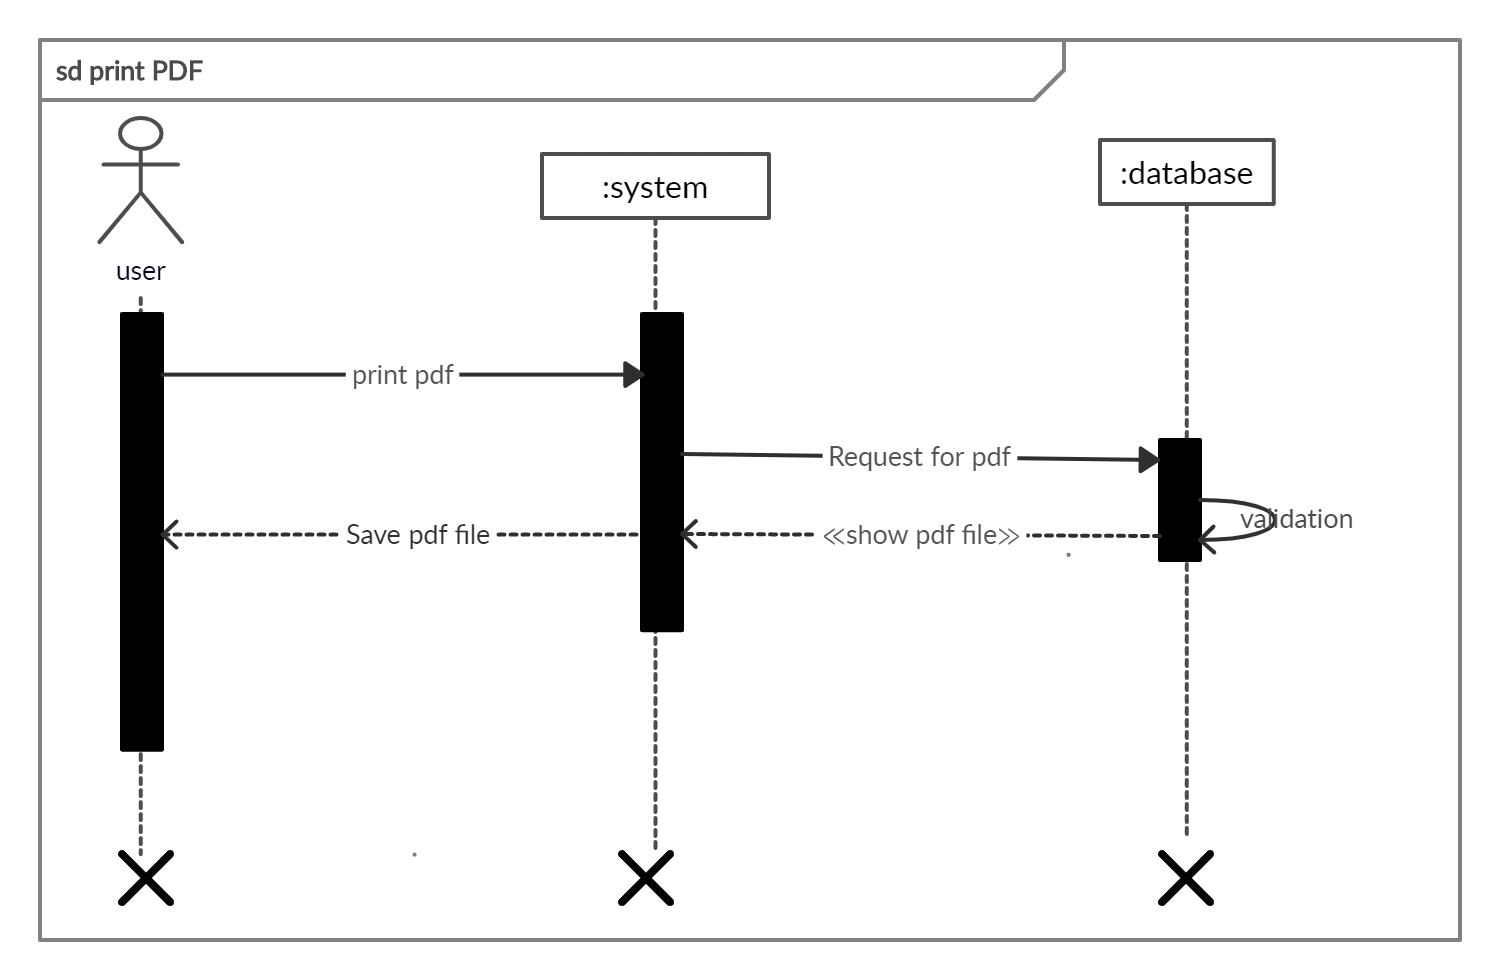 sd print PDF
:database
:system
user
print pdf
Request for pdf
validation
Save pdf file
≪show pdf file≫